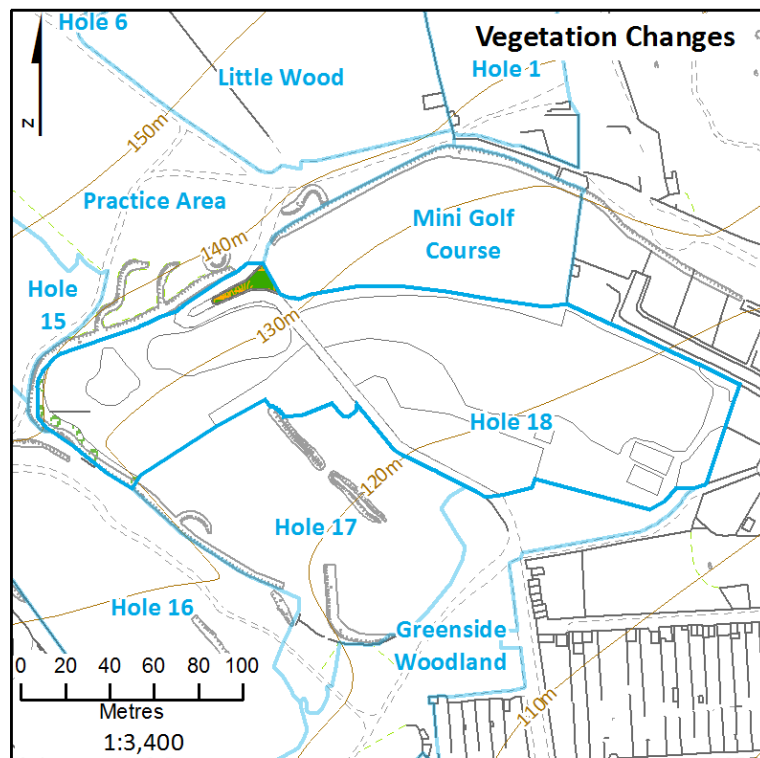 Hole 6
Vegetation Changes
Hole 1
Little Wood
N
150m
Practice Area
Mini Golf
Course
140m
Hole
15
130m
Hole 18
120m
Hole 17
Hole 16
Greenside
Woodland
0 20 40 60 80 100
Metres
1:3,400
110m